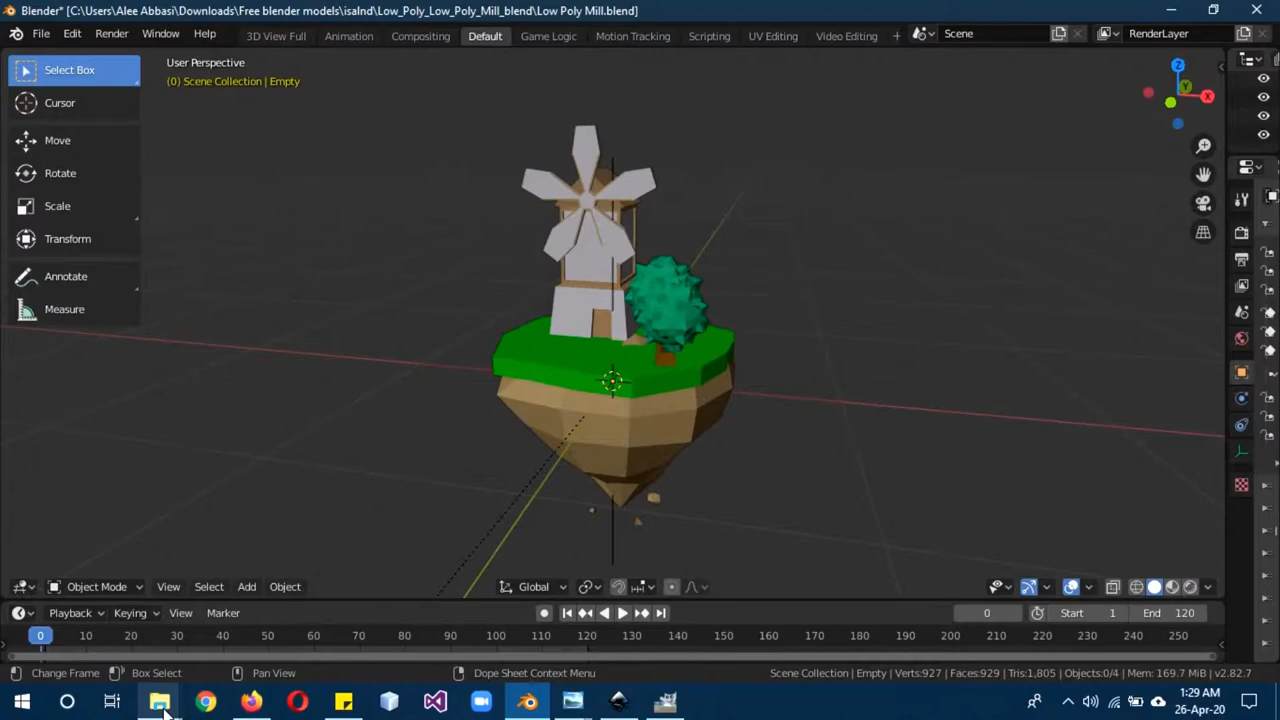 Blender* [C:\Users\Alee Abbasi\Downloads\Free blender models\isalnd\Low_Poly_Low_Poly_Mill_blend\Low Poly Mill.blend]
File Edit Render Window Help 3D View Full Animation Compositing Default Game Logic Motion Tracking Scripting UV Editing Video Editing + Scene RenderLayer
Select Box
User Perspective
(0) Scene Collection | Empty
Z
Y
X
Cursor
Move
Rotate
Scale
Transform
Annotate
Measure
Object Mode View Select Add Object Global
Playback Keying View Marker 0 Start 1 End 120
0 10 20 30 40 50 60 70 80 90 100 110 120 130 140 150 160 170 180 190 200 210 220 230 240 250
Change Frame Box Select Pan View Dope Sheet Context Menu Scene Collection | Empty | Verts:927 | Faces:929 | Tris:1,805 | Objects:0/4 | Mem: 169.7 MiB | v2.82.7
1:29 AM
26-Apr-20